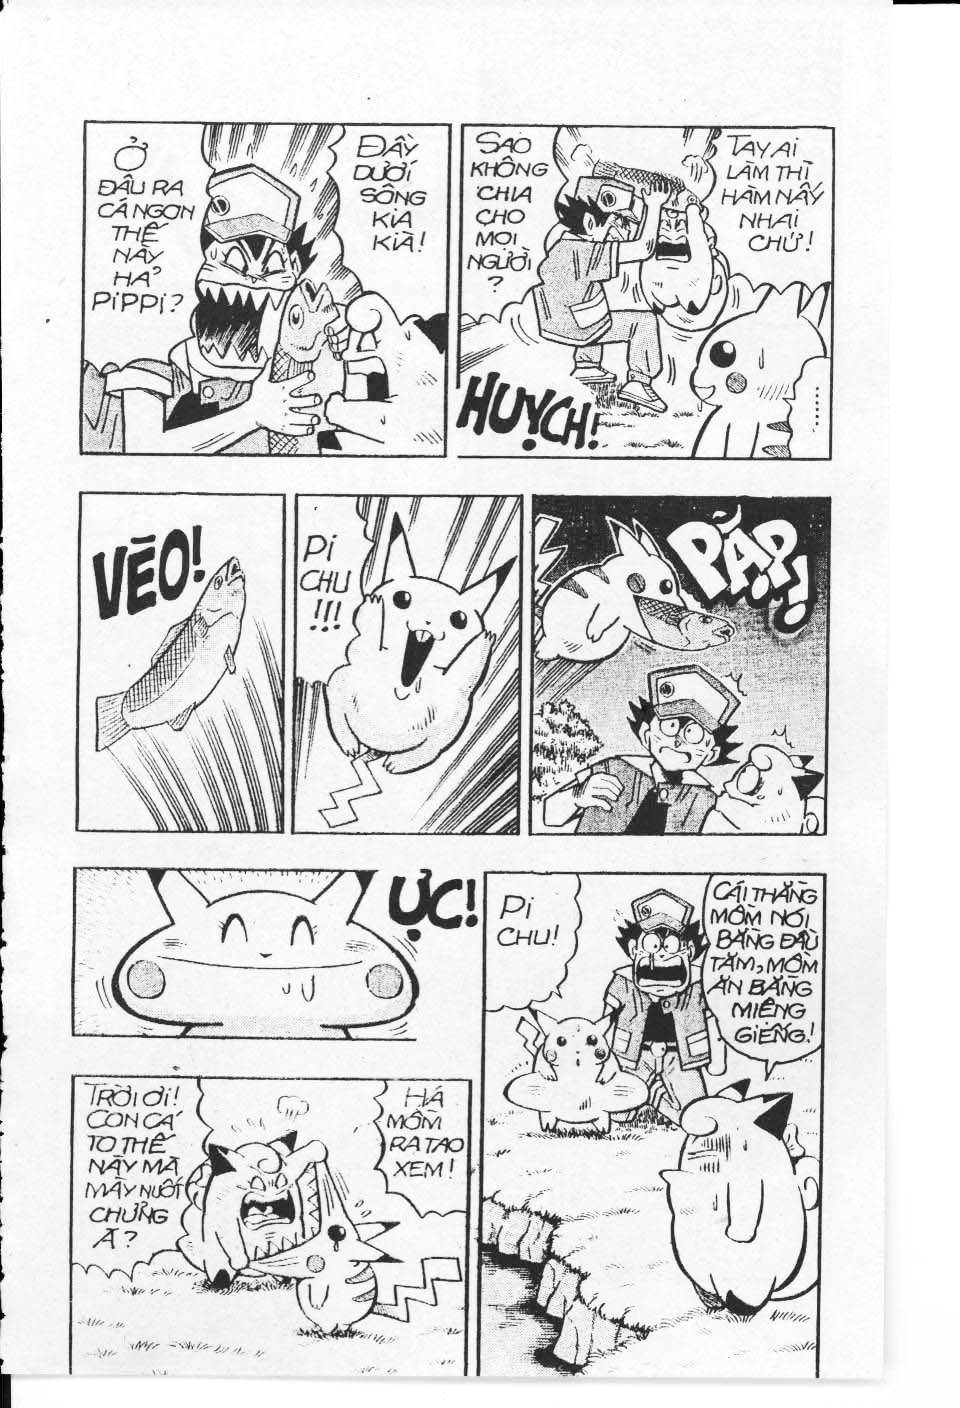 Ở
ĐÂU RA
CÁ NGON
THẾ
NÀY
HẢ
PIPPI?
ĐẦY
DƯỚI
SÔNG
KIA
KÌA!
SAO
KHÔNG
CHIA
CHO
MỌI
NGƯỜI
?
TAY AI
LÀM THÌ
HÀM NẤY
NHAI
CHỨ!
HUỴCH!
........
VÈO!
PI
CHU
!!!
PẶP!
ỰC!
PI
CHU!
CÁI THẰNG
MỒM NÓI
BẰNG ĐẦU
TĂM, MỒM
ĂN BẰNG
MIỆNG
GIẾNG!
TRỜI ƠI!
CON CÁ
TO THẾ
NÀY MÀ
MÀY NUỐT
CHỬNG
À?
HÁ
MỒM
RA TAO
XEM!